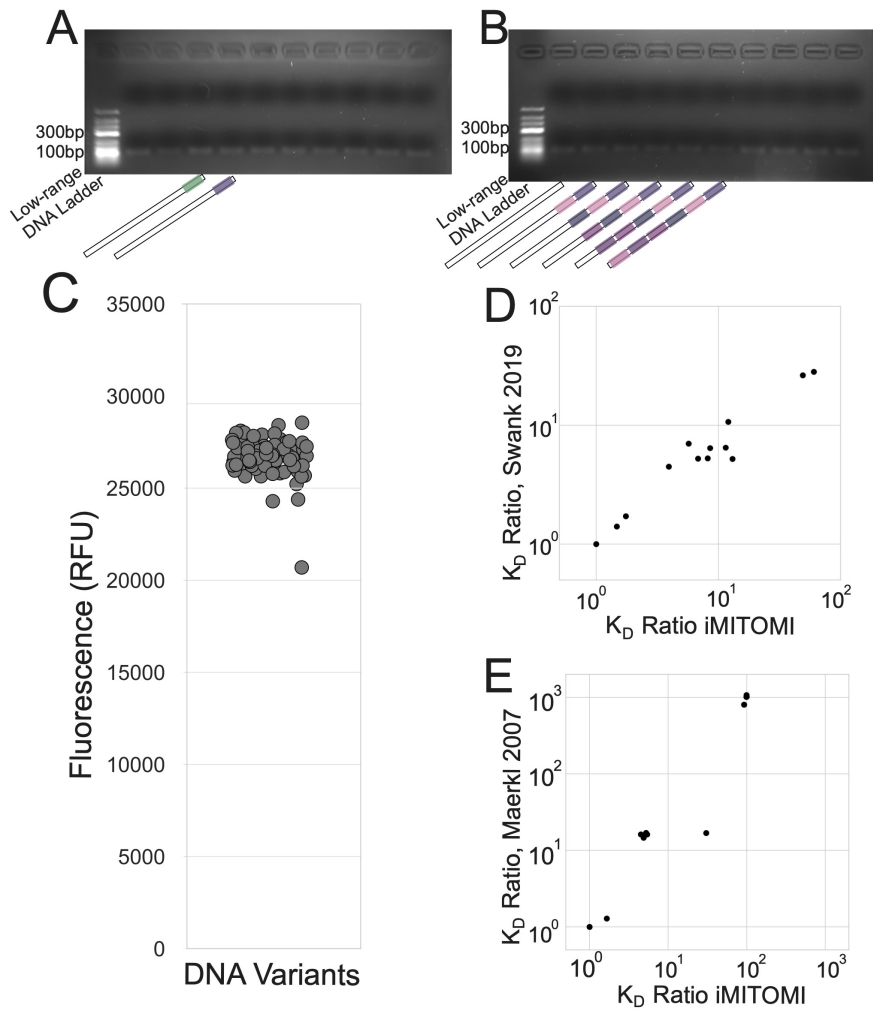 A
300bp
100bp
Low-range
DNA Ladder
B
300bp
100bp
Low-range
DNA Ladder
C
Fluorescence (RFU)
35000
30000
25000
20000
15000
10000
5000
0
DNA Variants
D
K_D Ratio, Swank 2019
10²
10¹
10⁰
10⁰ 10¹ 10²
K_D Ratio iMITOMI
E
K_D Ratio, Maerkl 2007
10³
10²
10¹
10⁰
10⁰ 10¹ 10² 10³
K_D Ratio iMITOMI